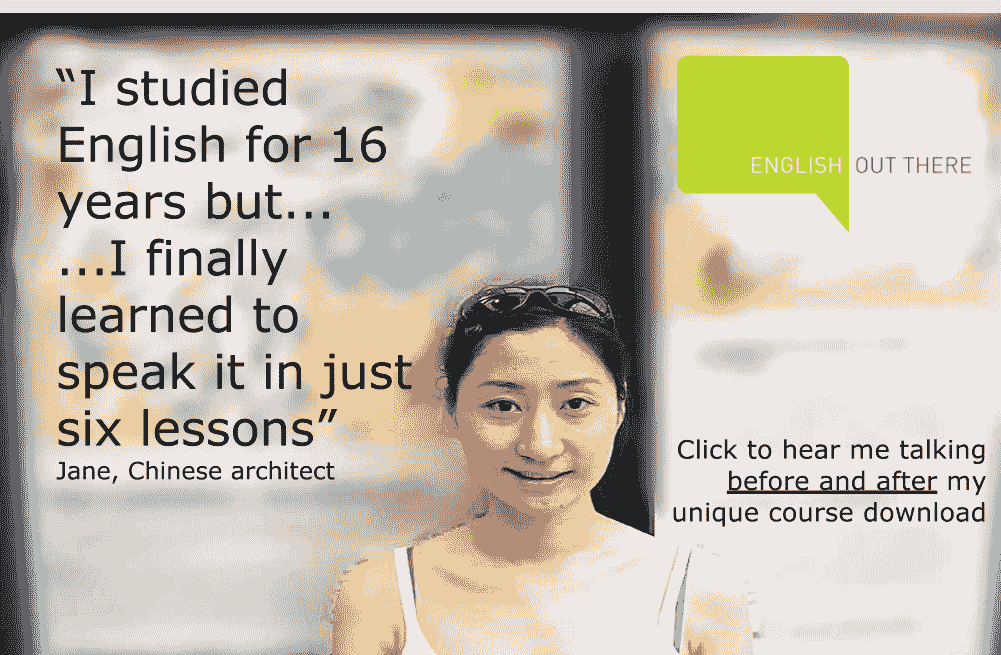 “I studied
English for 16
years but...
...I finally
learned to
speak it in just
six lessons”
Jane, Chinese architect
ENGLISH OUT THERE
Click to hear me talking
before and after my
unique course download